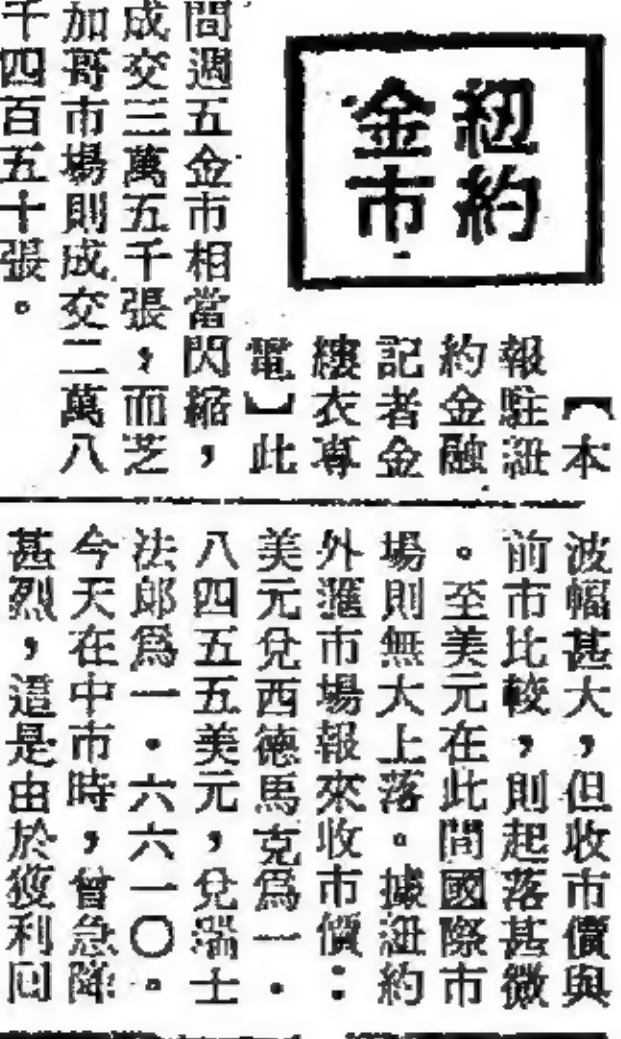 紐約
金市
【本
報駐紐
約金融
記者金
縷衣專
電】此
間週五金市相當閃縮，
成交三萬五千張，而芝
加哥市場則成交二萬八
千四百五十張。
波幅甚大，但收市價與
前市比較，則起落甚微
。至美元在此間國際市
場則無大上落。據紐約
外滙市場報來收市價：
美元兌西德馬克爲一．
八四五五美元，兌瑞士
法郎爲一．六六一〇。
今天在中市時，曾急降
甚烈，這是由於獲利囘